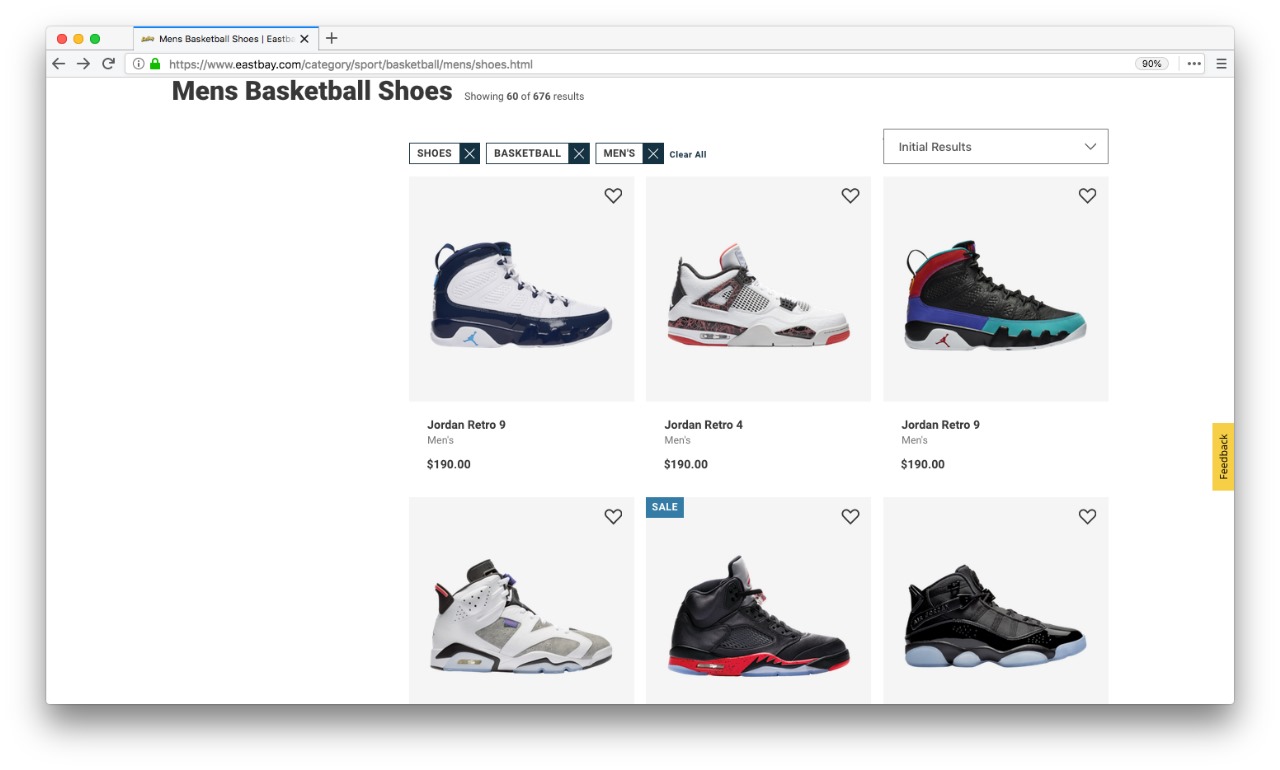 Mens Basketball Shoes | Eastba
https://www.eastbay.com/category/sport/basketball/mens/shoes.html
90%
Mens Basketball Shoes Showing 60 of 676 results
SHOES BASKETBALL MEN'S Clear All
Initial Results
Jordan Retro 9
Men's
$190.00
Jordan Retro 4
Men's
$190.00
Jordan Retro 9
Men's
$190.00
Feedback
SALE